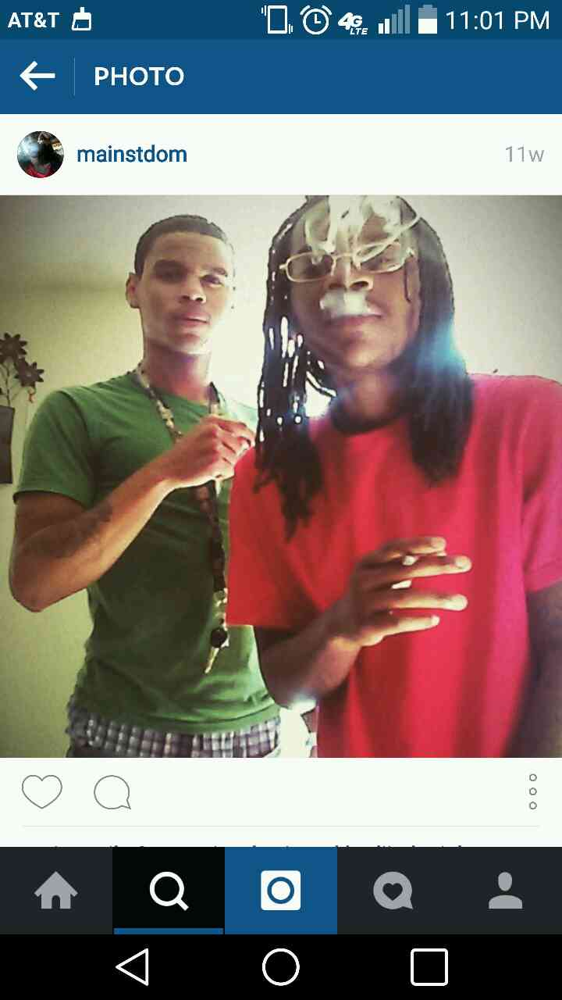 AT&T 4G LTE 11:01 PM
PHOTO
mainstdom 11w